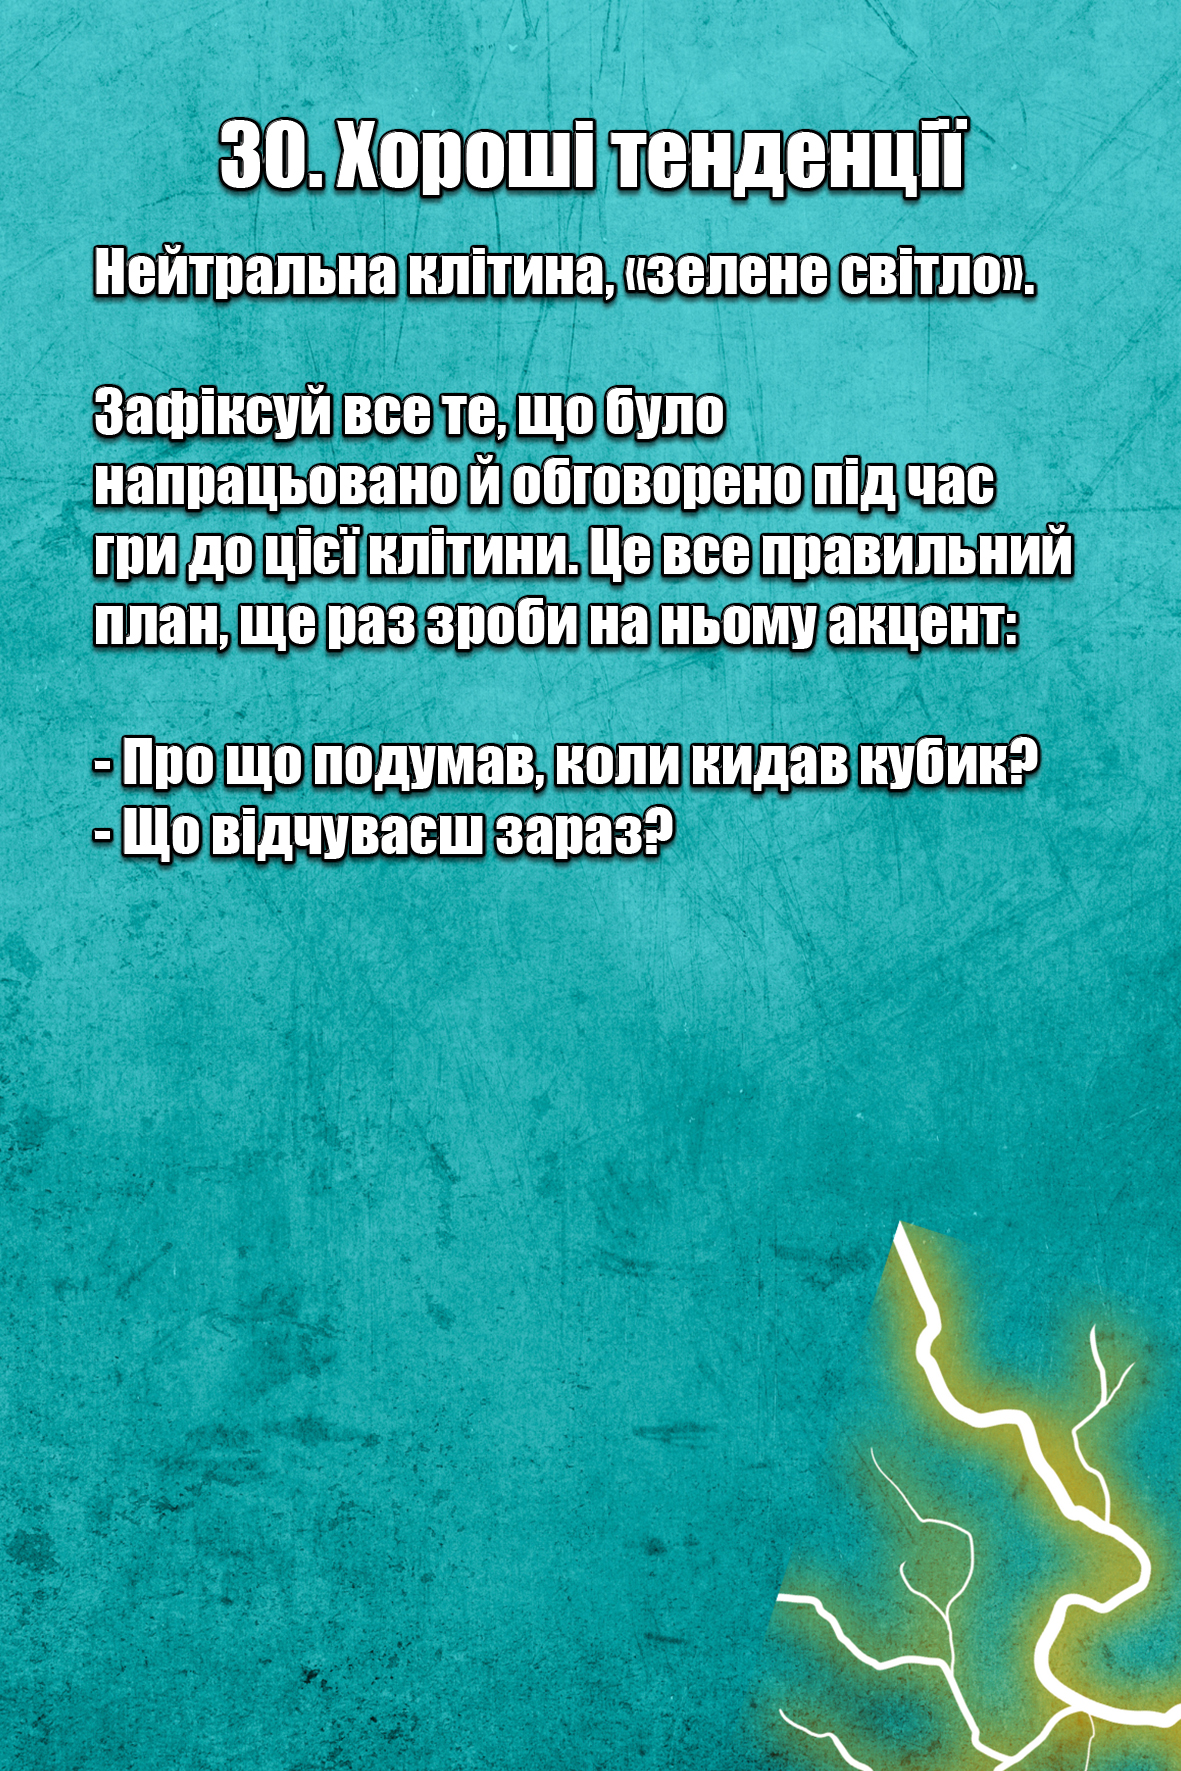 30. Хороші тенденції
Нейтральна клітина, «зелене світло».
Зафіксуй все те, що було
напрацьовано й обговорено під час
гри до цієї клітини. Це все правильний
план, ще раз зроби на ньому акцент:
- Про що подумав, коли кидав кубик?
- Що відчуваєш зараз?